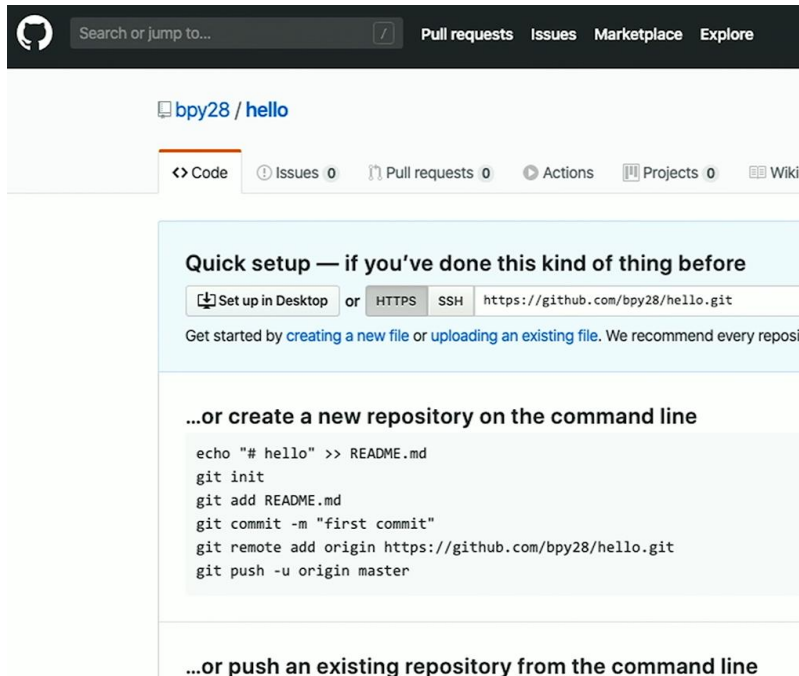 Search or jump to... / Pull requests Issues Marketplace Explore
bpy28 / hello
<> Code Issues 0 Pull requests 0 Actions Projects 0 Wiki
Quick setup — if you've done this kind of thing before
Set up in Desktop or HTTPS SSH https://github.com/bpy28/hello.git
Get started by creating a new file or uploading an existing file. We recommend every reposi
...or create a new repository on the command line
echo "# hello" >> README.md
git init
git add README.md
git commit -m "first commit"
git remote add origin https://github.com/bpy28/hello.git
git push -u origin master
...or push an existing repository from the command line